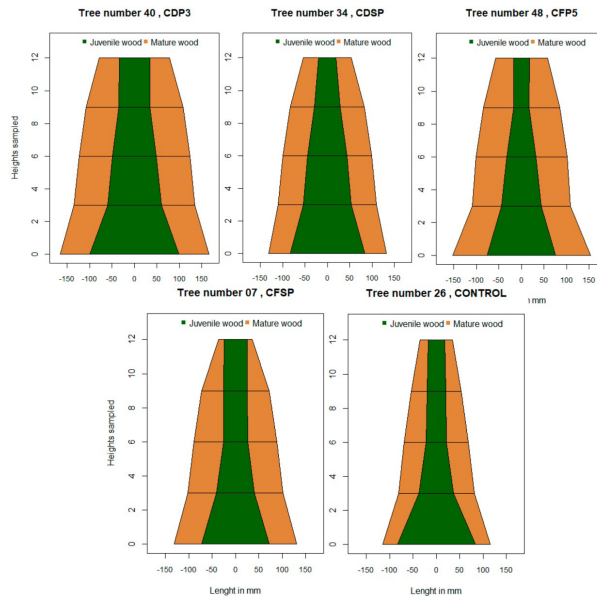 Tree number 40 , CDP3
Tree number 34 , CDSP
Tree number 48 , CFP5
Juvenile wood Mature wood
Juvenile wood Mature wood
Juvenile wood Mature wood
Heights sampled
0 2 4 6 8 10 12
0 2 4 6 8 10 12
0 2 4 6 8 10 12
-150 -100 -50 0 50 100 150
-150 -100 -50 0 50 100 150
-150 -100 -50 0 50 100 150
n mm
Tree number 07 , CFSP
Tree number 26 , CONTROL
Juvenile wood Mature wood
Juvenile wood Mature wood
Heights sampled
0 2 4 6 8 10 12
0 2 4 6 8 10 12
-150 -100 -50 0 50 100 150
-150 -100 -50 0 50 100 150
Lenght in mm
Lenght in mm